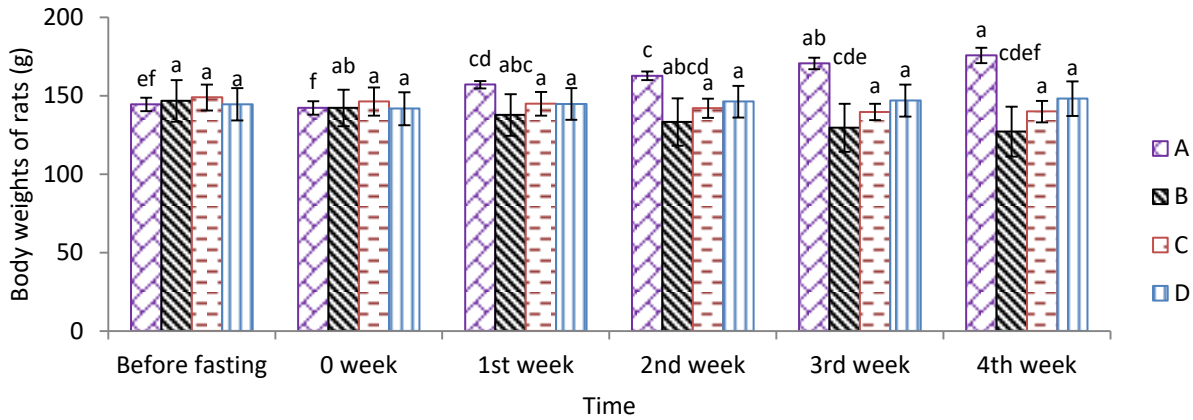 Body weights of rats (g)
200
150
100
50
0
ef a a a
f ab a a
cd abc a a
c abcd a a
ab cde a a
a cdef a a
Before fasting 0 week 1st week 2nd week 3rd week 4th week
Time
A
B
C
D